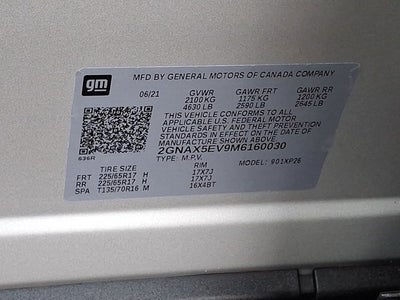 gm
MFD BY GENERAL MOTORS OF CANADA COMPANY
06/21 GVWR GAWR FRT GAWR RR
2100 KG 1175 KG 1200 KG
4630 LB 2590 LB 2645 LB
THIS VEHICLE CONFORMS TO ALL
APPLICABLE U.S. FEDERAL MOTOR
VEHICLE SAFETY AND THEFT PREVENTION
STANDARDS IN EFFECT ON THE DATE OF
MANUFACTURE SHOWN ABOVE.
2GNAX5EV9M6160030
636R TYPE: M.P.V. MODEL: 901XP26
TIRE SIZE RIM
FRT 225/65R17 H 17X7J
RR 225/65R17 H 17X7J
SPA T135/70R16 M 16X4BT